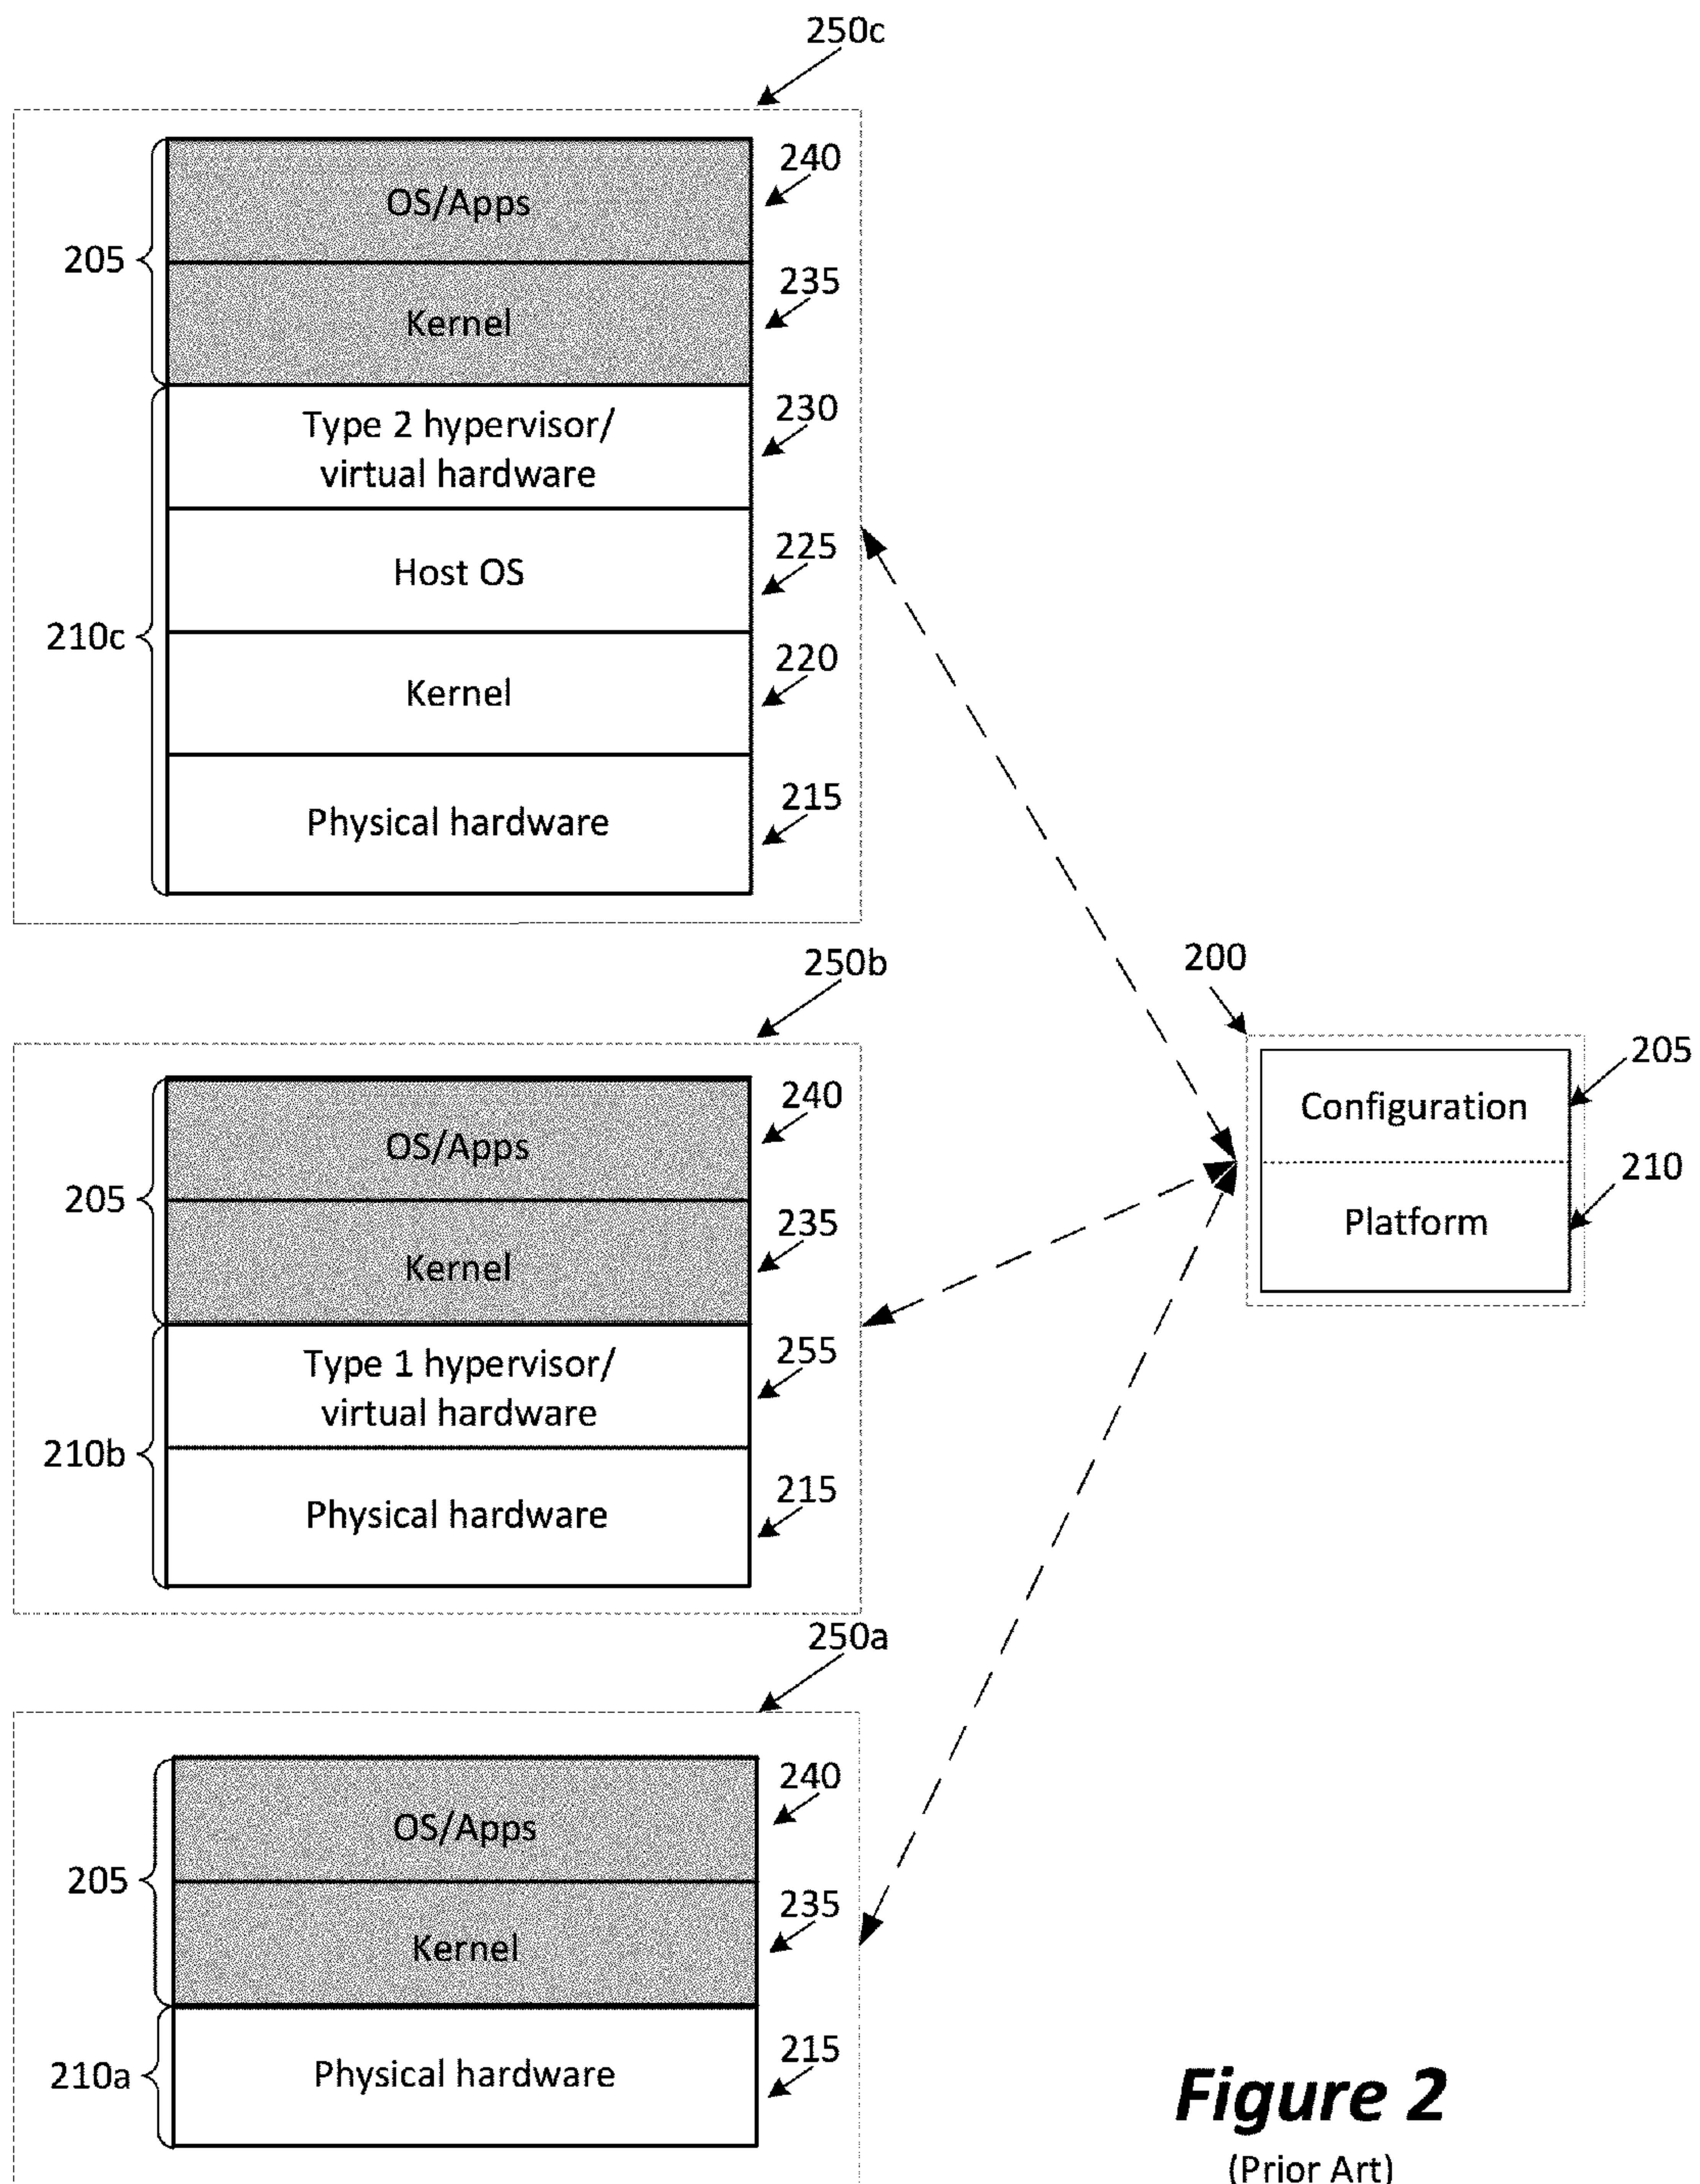 250c
240
OS/Apps
205
235
Kernel
230
Type 2 hypervisor/
virtual hardware
225
Host OS
210c
220
Kernel
215
Physical hardware
250b
240
OS/Apps
205
235
Kernel
255
Type 1 hypervisor/
virtual hardware
210b
215
Physical hardware
250a
240
OS/Apps
205
235
Kernel
210a
215
Physical hardware
200
205
Configuration
210
Platform
Figure 2
(Prior Art)